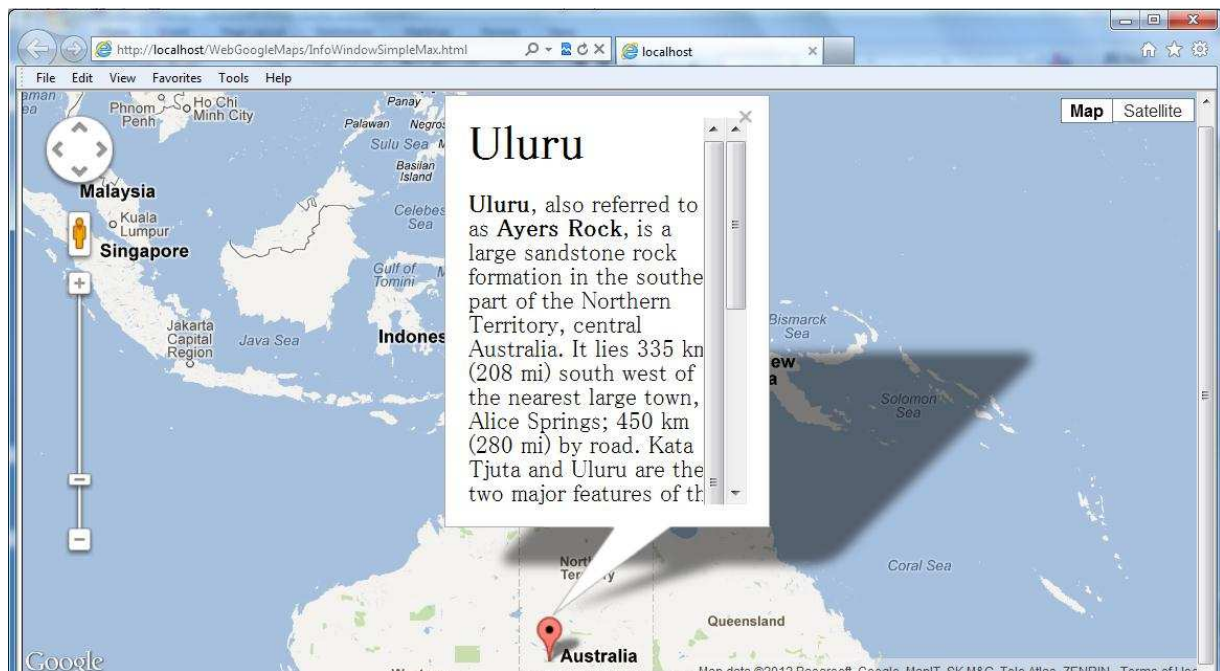 http://localhost/WebGoogleMaps/InfoWindowSimpleMax.html
localhost
File Edit View Favorites Tools Help
Map Satellite
Phnom Penh
Ho Chi Minh City
Panay
Palawan
Negro
Sulu Sea
Basilan Island
Malaysia
Kuala Lumpur
Singapore
Celebes Sea
Gulf of Tomini
Jakarta Capital Region
Java Sea
Indones
Uluru
Uluru, also referred to
as Ayers Rock, is a
large sandstone rock
formation in the southe
part of the Northern
Territory, central
Australia. It lies 335 km
(208 mi) south west of
the nearest large town,
Alice Springs; 450 km
(280 mi) by road. Kata
Tjuta and Uluru are the
two major features of th
Bismarck Sea
ew
a
Solomon Sea
Coral Sea
Queensland
Australia
Google